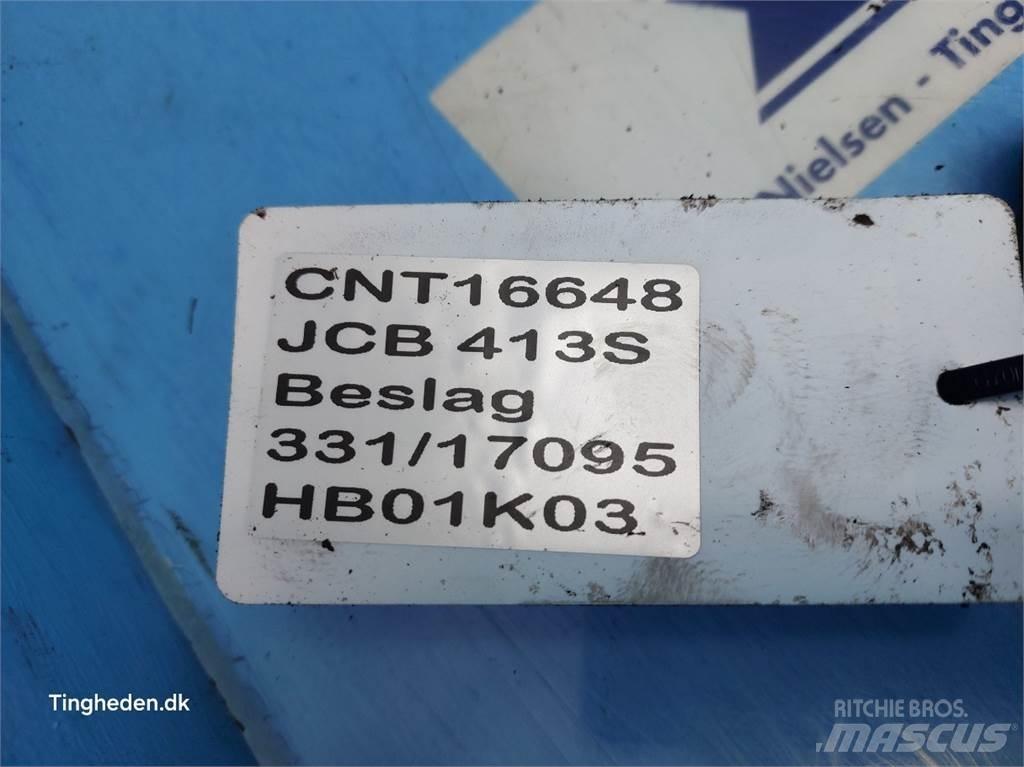 Nielsen - Ting
CNT16648
JCB 413S
Beslag
331/17095
HB01K03
Tingheden.dk
RITCHIE BROS.
MASCUS